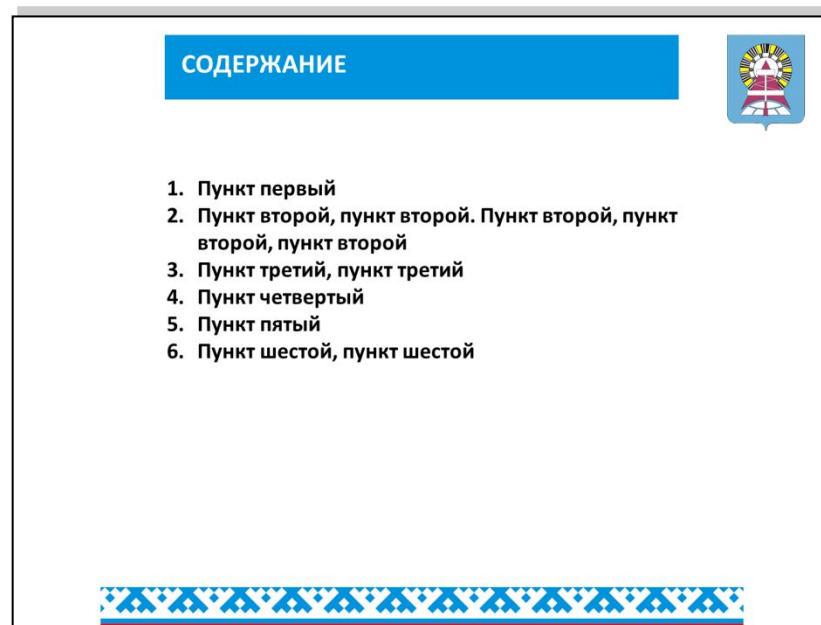 СОДЕРЖАНИЕ
1. Пункт первый
2. Пункт второй, пункт второй. Пункт второй, пункт
второй, пункт второй
3. Пункт третий, пункт третий
4. Пункт четвертый
5. Пункт пятый
6. Пункт шестой, пункт шестой